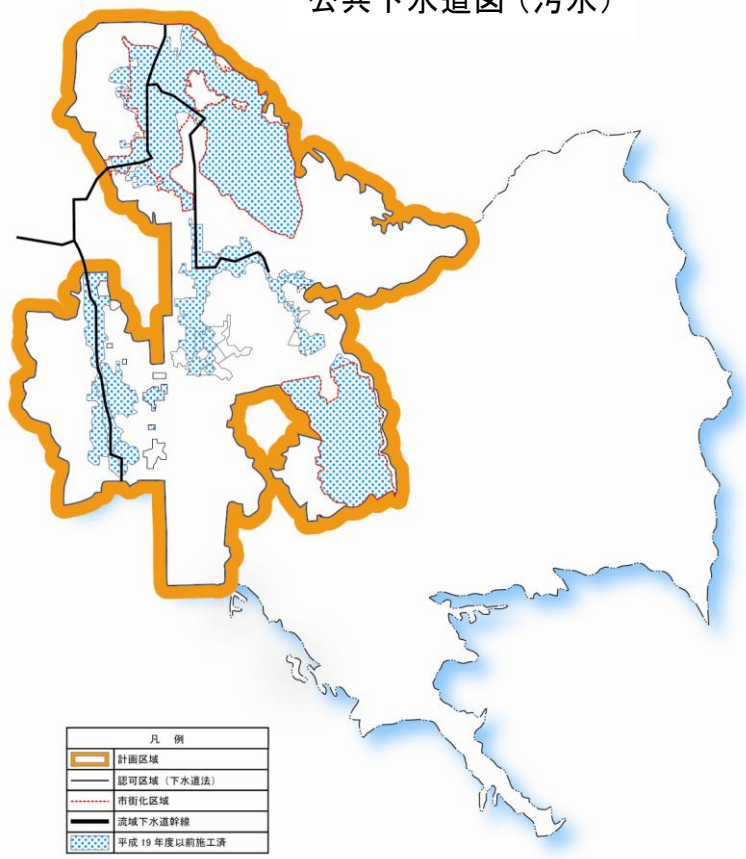 公共下水道図（汚水）
凡 例
計画区域
認可区域（下水道法）
市街化区域
流域下水道幹線
平成19年度以前施工済